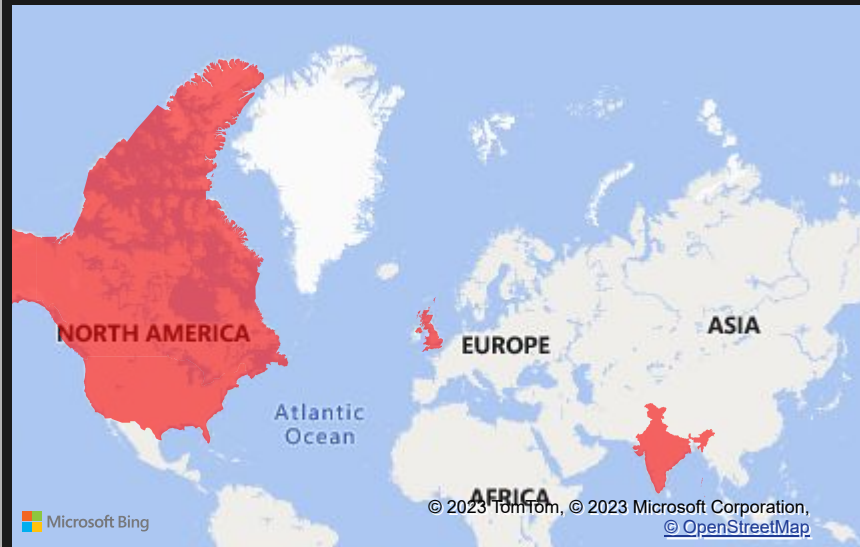 NORTH AMERICA
EUROPE
ASIA
Atlantic
Ocean
AFRICA
© 2023 TomTom, © 2023 Microsoft Corporation,
© OpenStreetMap
Microsoft Bing